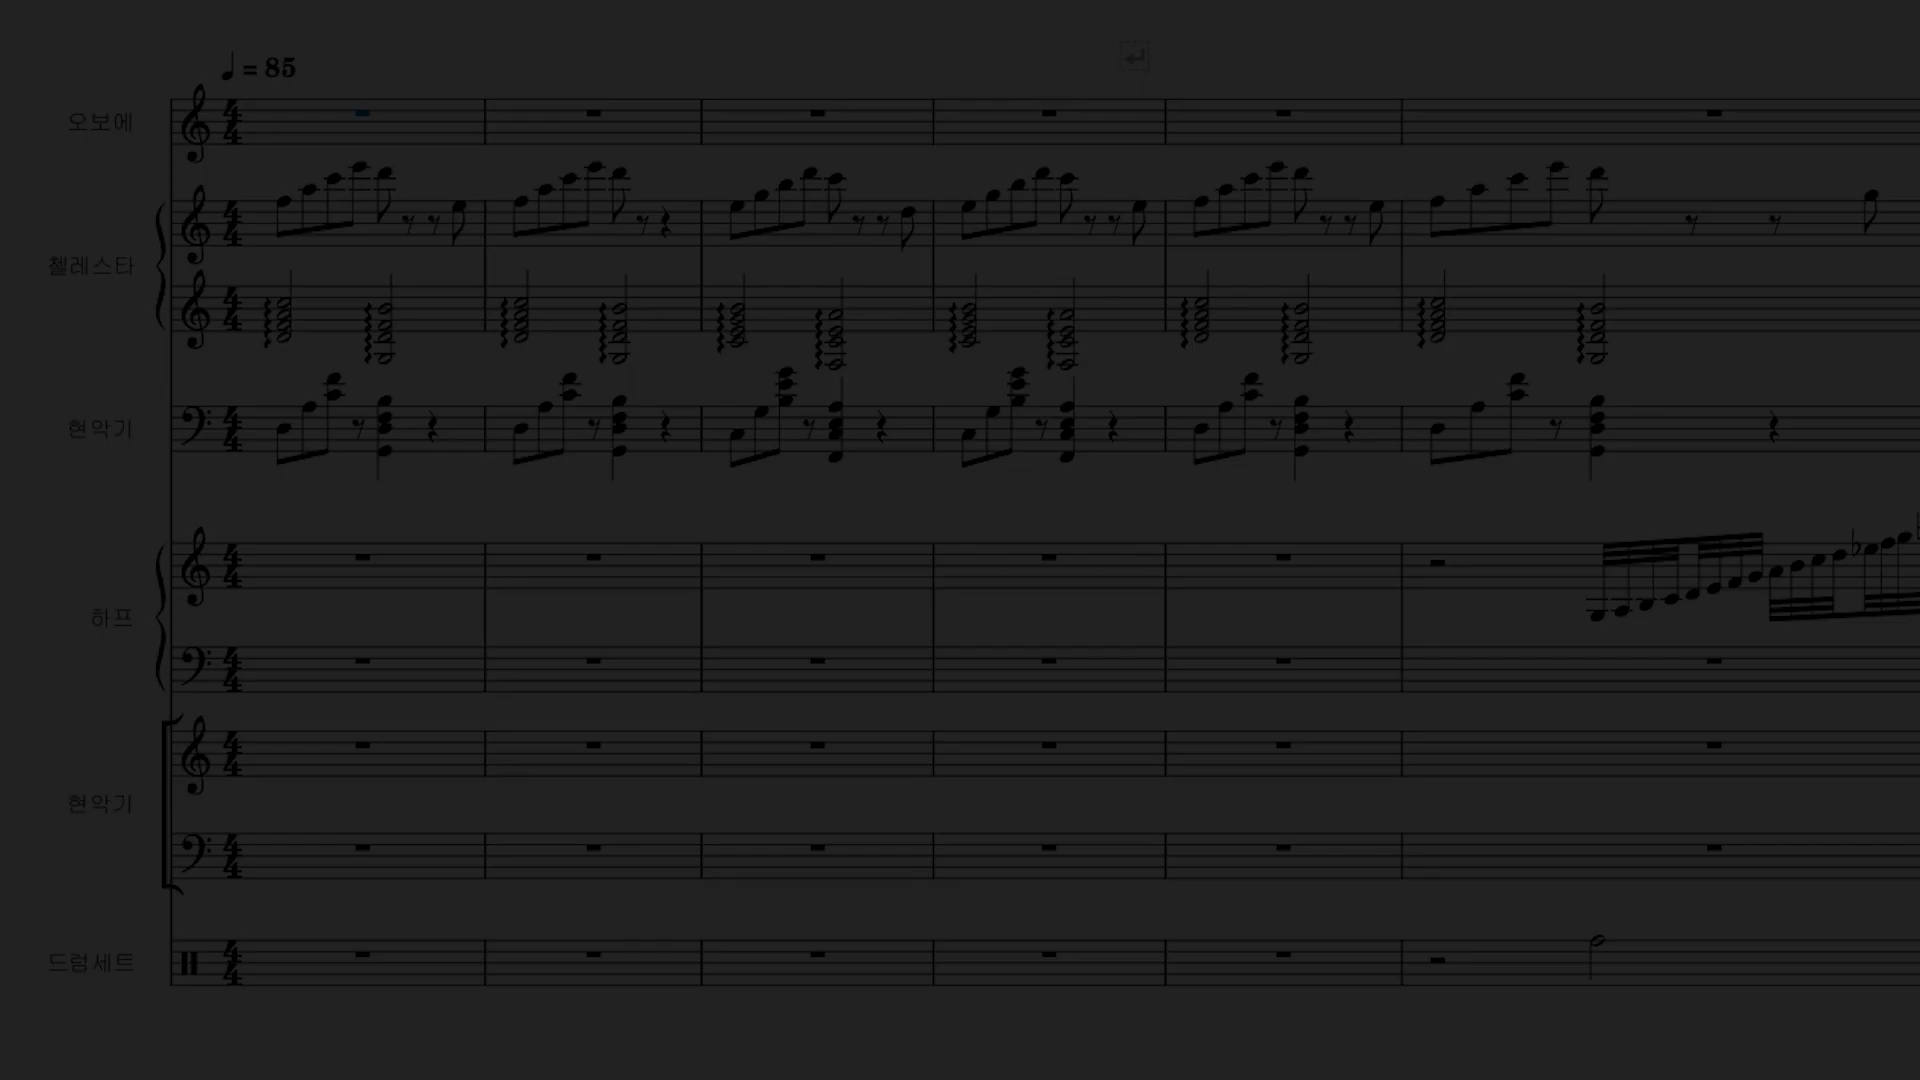 ♩ = 85
오보에
첼레스타
현악기
하프
현악기
드럼세트